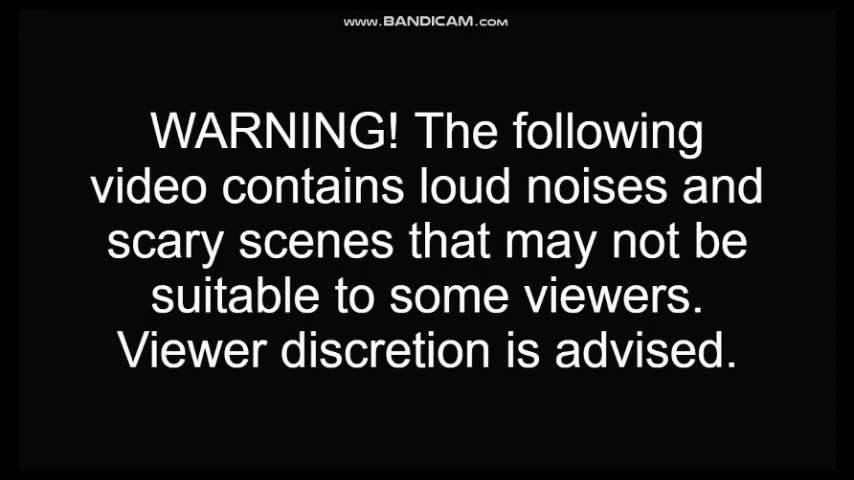 www.BANDICAM.com
WARNING! The following
video contains loud noises and
scary scenes that may not be
suitable to some viewers.
Viewer discretion is advised.